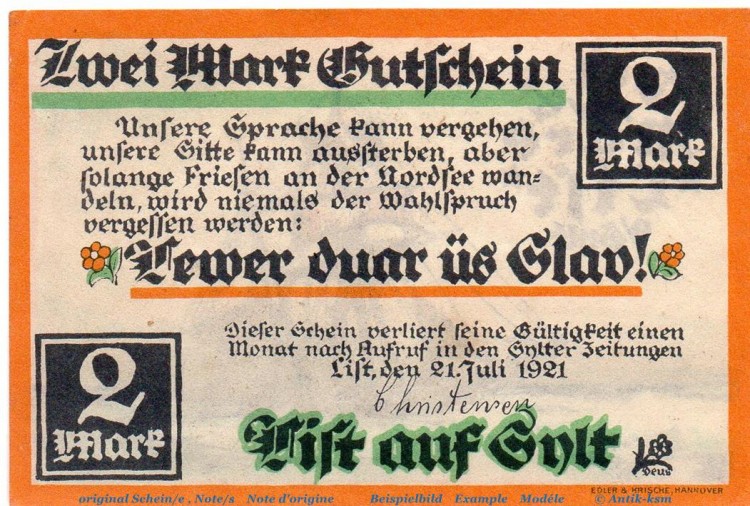 Zwei Mark Gutschein
2
Mark
Unsere Sprache kann vergehen,
unsere Sitte kann aussterben, aber
solange Friesen an der Nordsee wan=
deln, wird niemals der Wahlspruch
vergessen werden:
Lewer duar üs Slav!
Dieser Schein verliert seine Gültigkeit einen
Monat nach Aufruf in den Sylter Zeitungen
List, den 21. Juli 1921
Christensen
2
Mark
List auf Sylt
Deus
EDLER & KRISCHE, HANNOVER
original Schein/e , Note/s Note d'origine Beispielbild Example Modéle © Antik-ksm